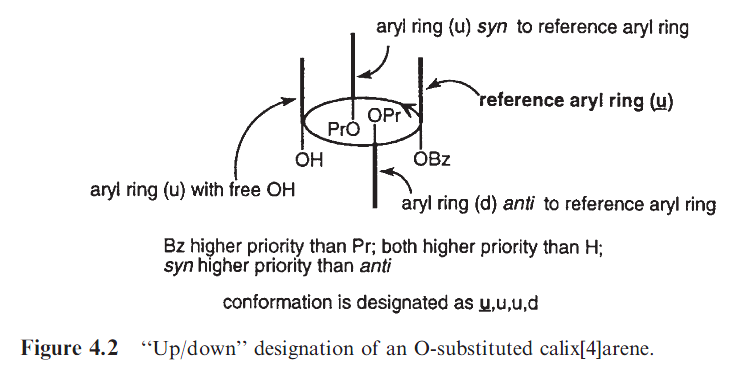 aryl ring (u) syn to reference aryl ring
reference aryl ring (u)
OPr
PrO
OH
OBz
aryl ring (u) with free OH
aryl ring (d) anti to reference aryl ring
Bz higher priority than Pr; both higher priority than H;
syn higher priority than anti
conformation is designated as u,u,u,d
Figure 4.2 “Up/down” designation of an O-substituted calix[4]arene.